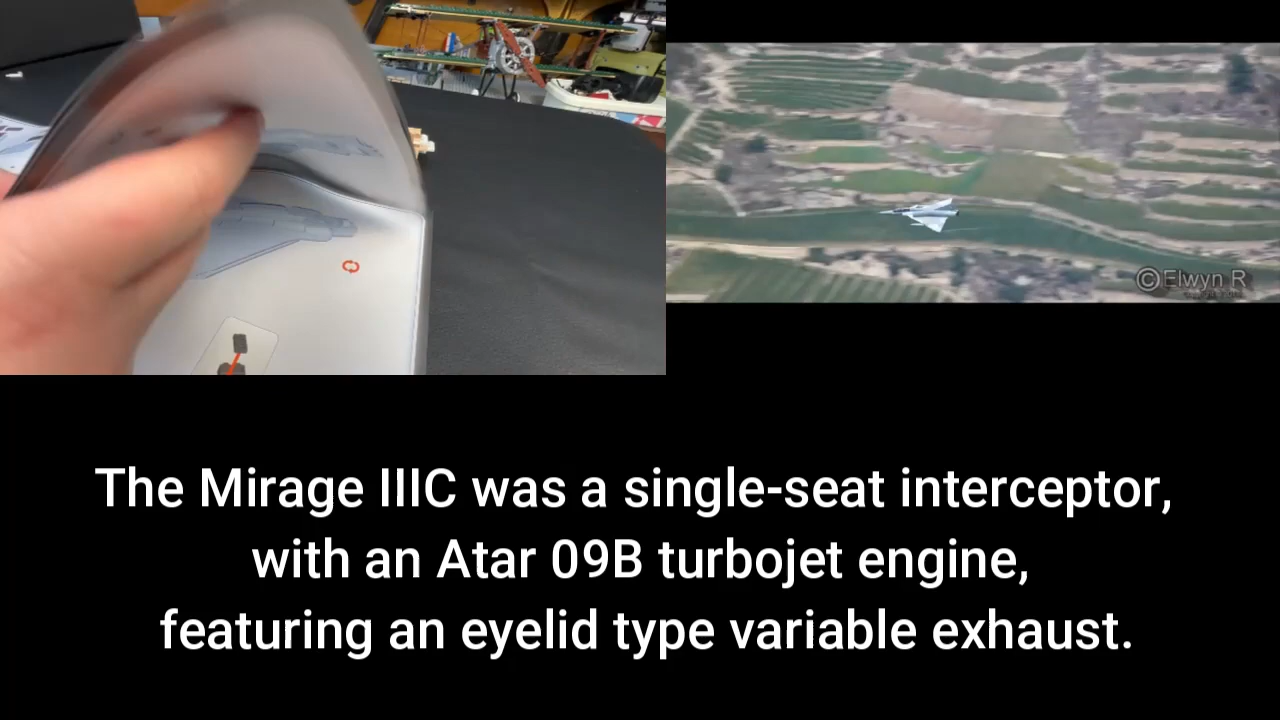 ©Elwyn R
The Mirage IIIC was a single-seat interceptor,
with an Atar 09B turbojet engine,
featuring an eyelid type variable exhaust.